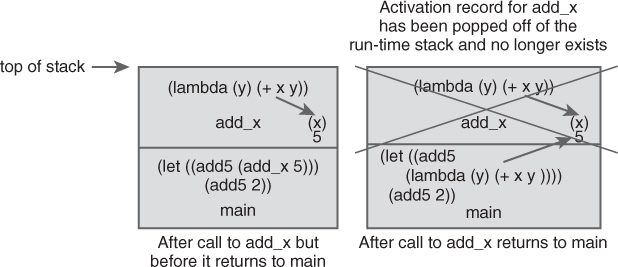 Activation record for add_x
has been popped off of the
run-time stack and no longer exists
top of stack
(lambda (y) (+ x y))
add_x
(x)
5
(let ((add5 (add_x 5)))
(add5 2))
main
After call to add_x but
before it returns to main
(lambda (y) (+ x y))
add_x
(x)
5
(let ((add5
(lambda (y) (+ x y ))))
(add5 2))
main
After call to add_x returns to main